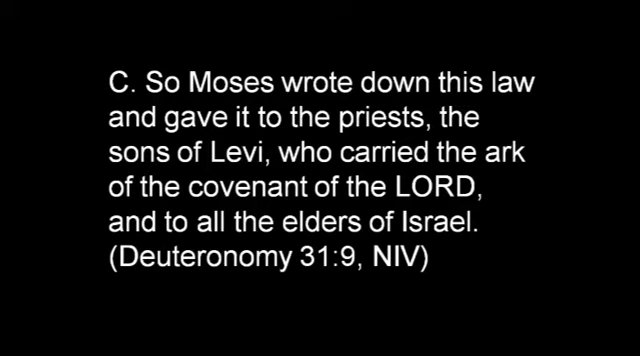 C. So Moses wrote down this law
and gave it to the priests, the
sons of Levi, who carried the ark
of the covenant of the LORD,
and to all the elders of Israel.
(Deuteronomy 31:9, NIV)